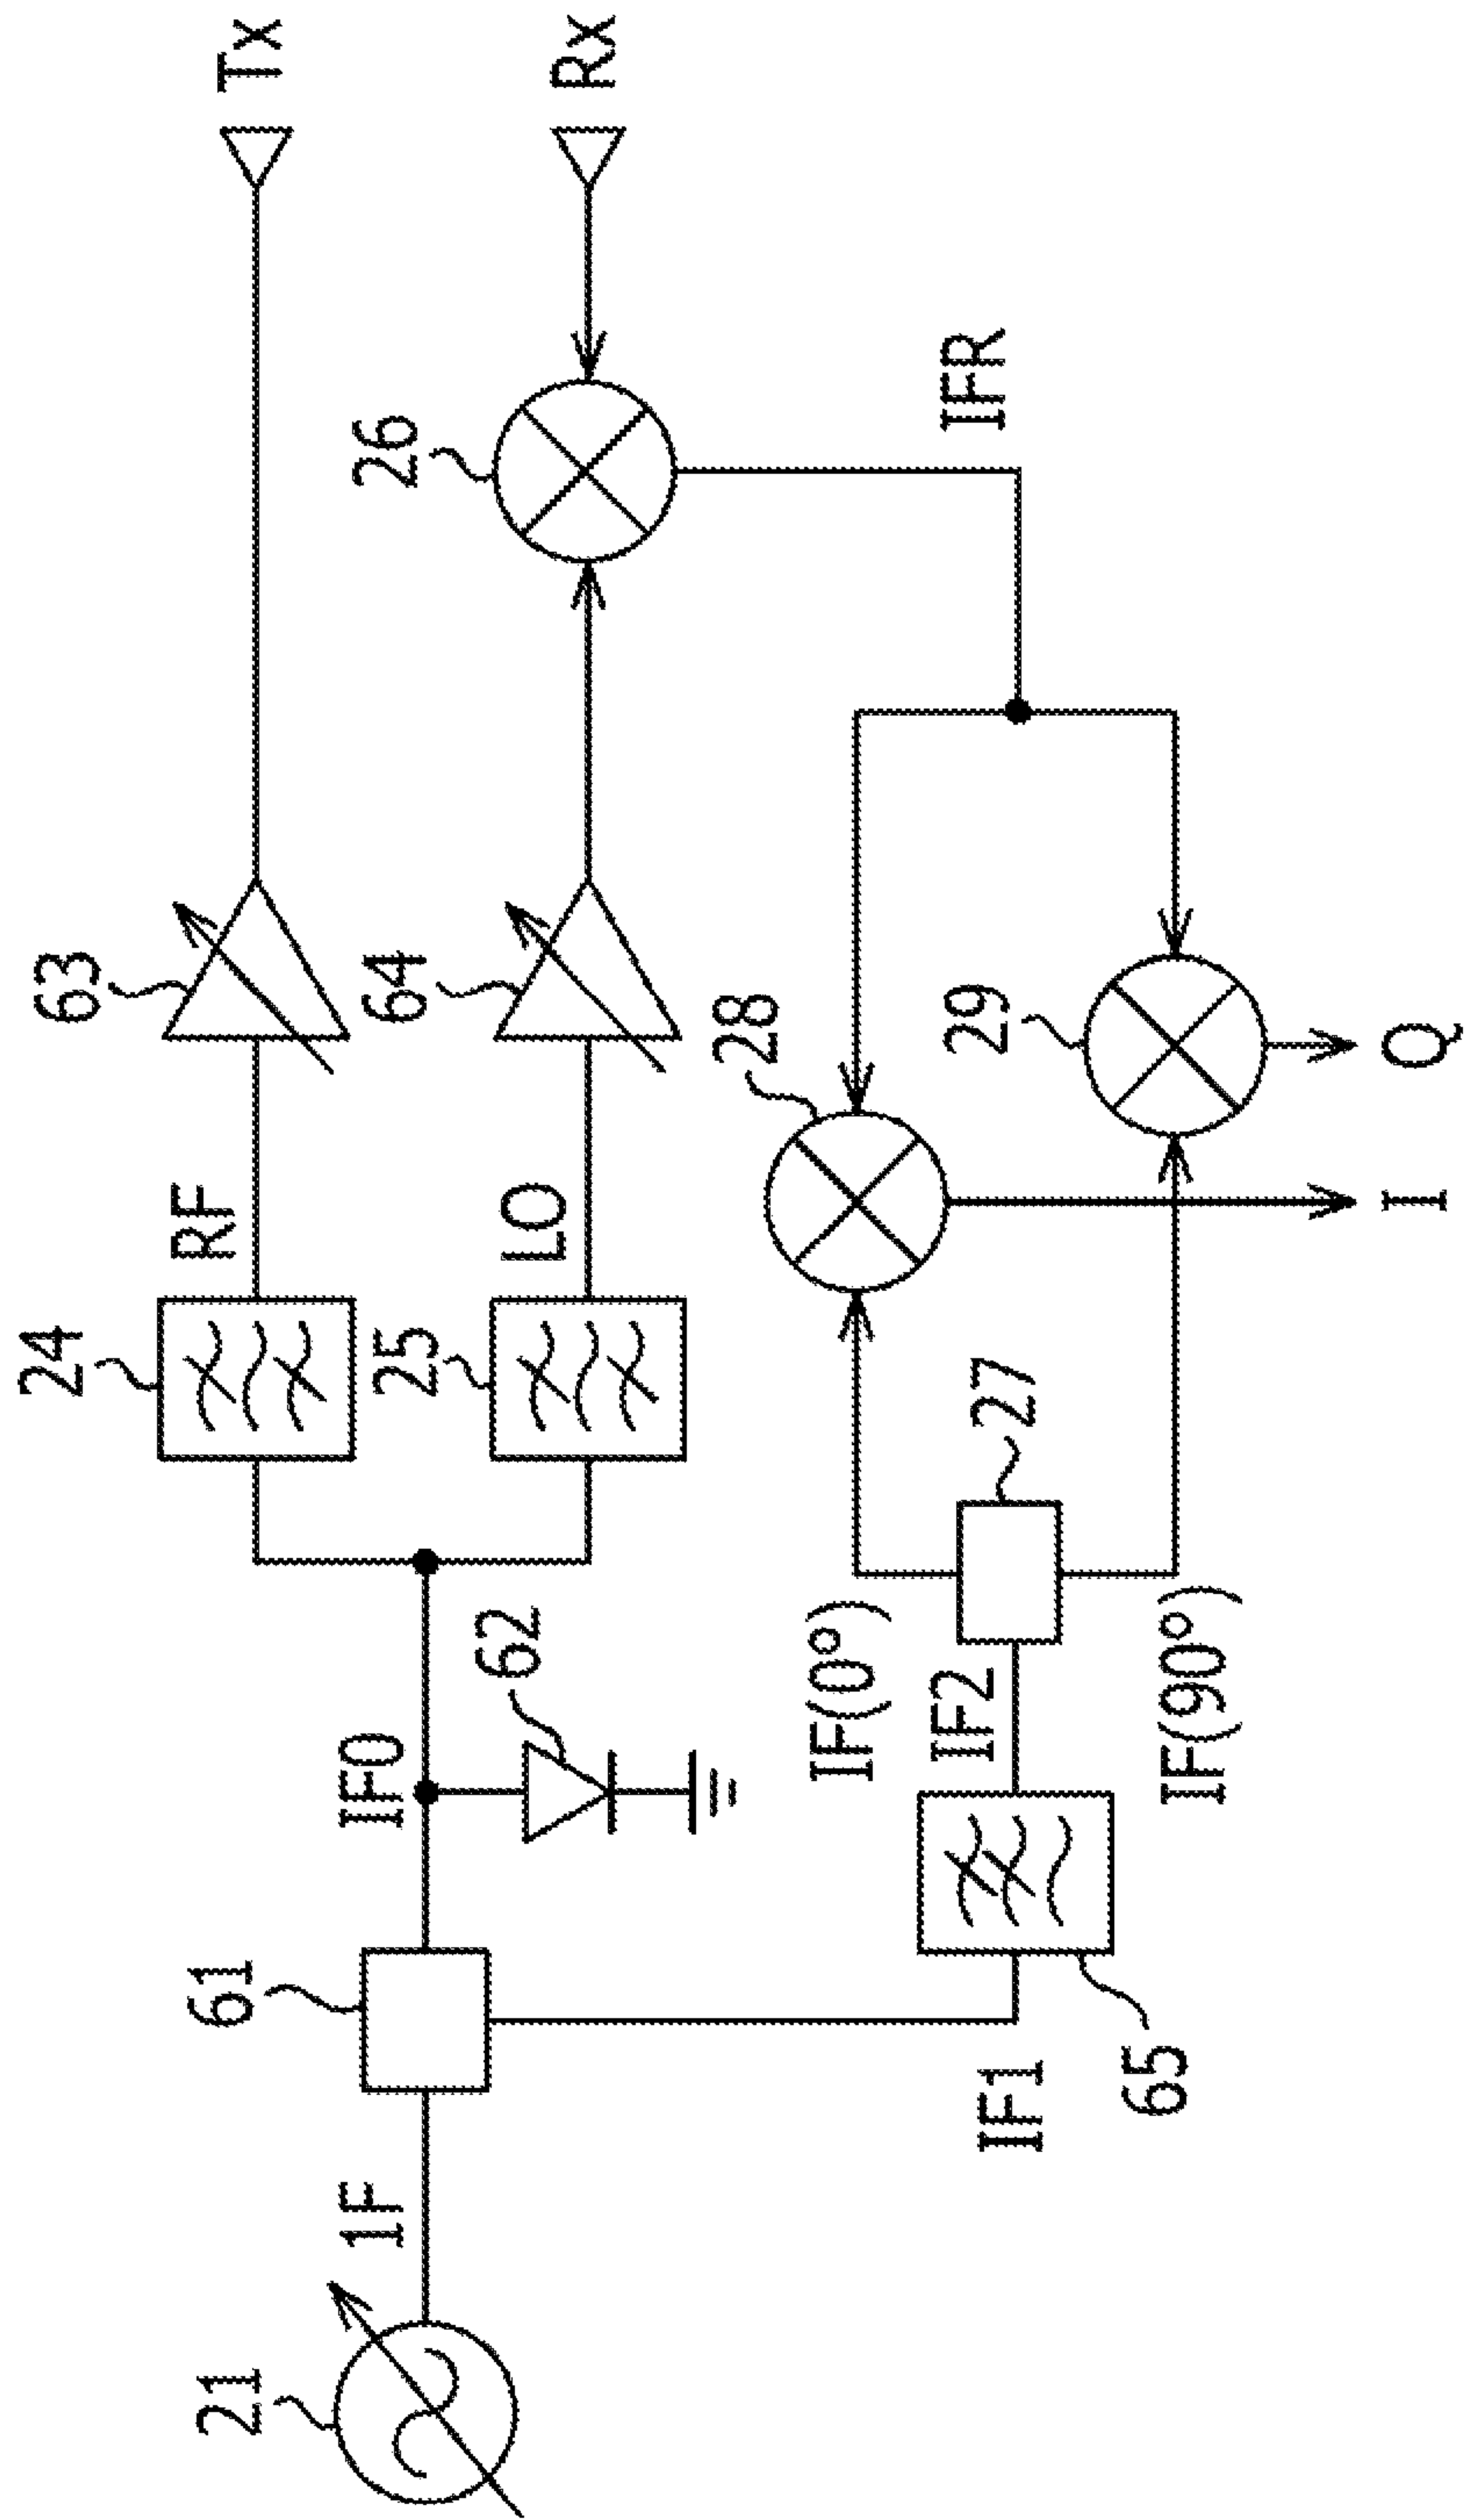 21
1F
61
IF0
62
24
25
RF
LO
63
64
Tx
Rx
26
IFR
28
29
IF(0°)
IF1
65
IF2
27
IF(90°)
I
Q